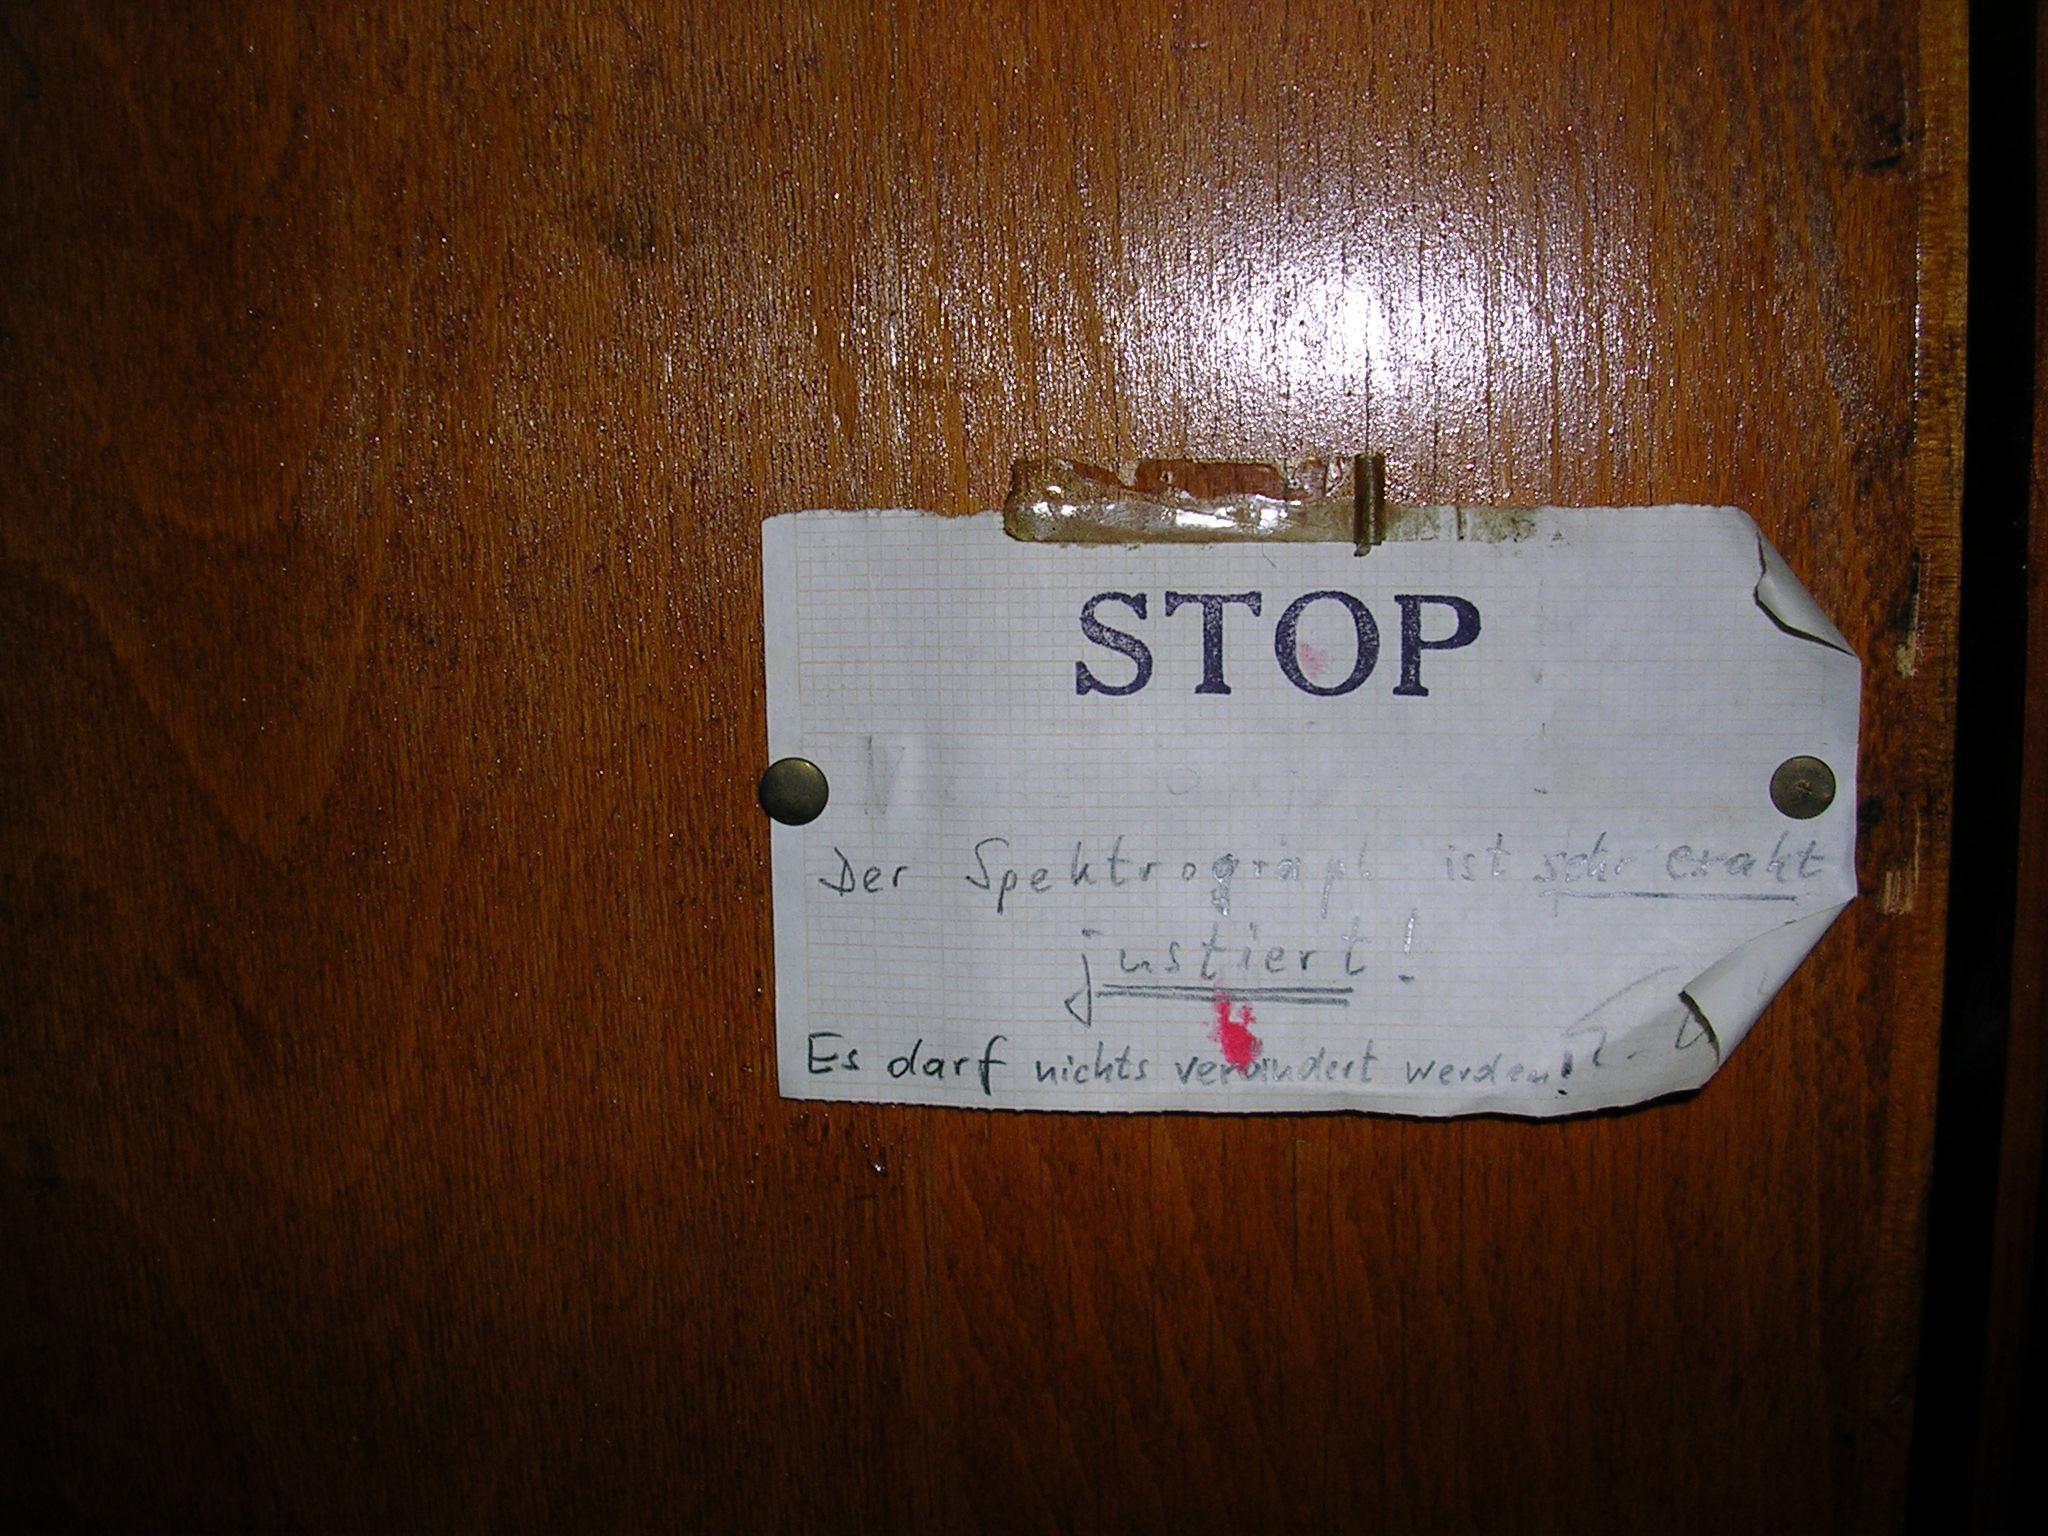 STOP
Der Spektrograph ist sehr exakt
justiert!
Es darf nichts verändert werden!